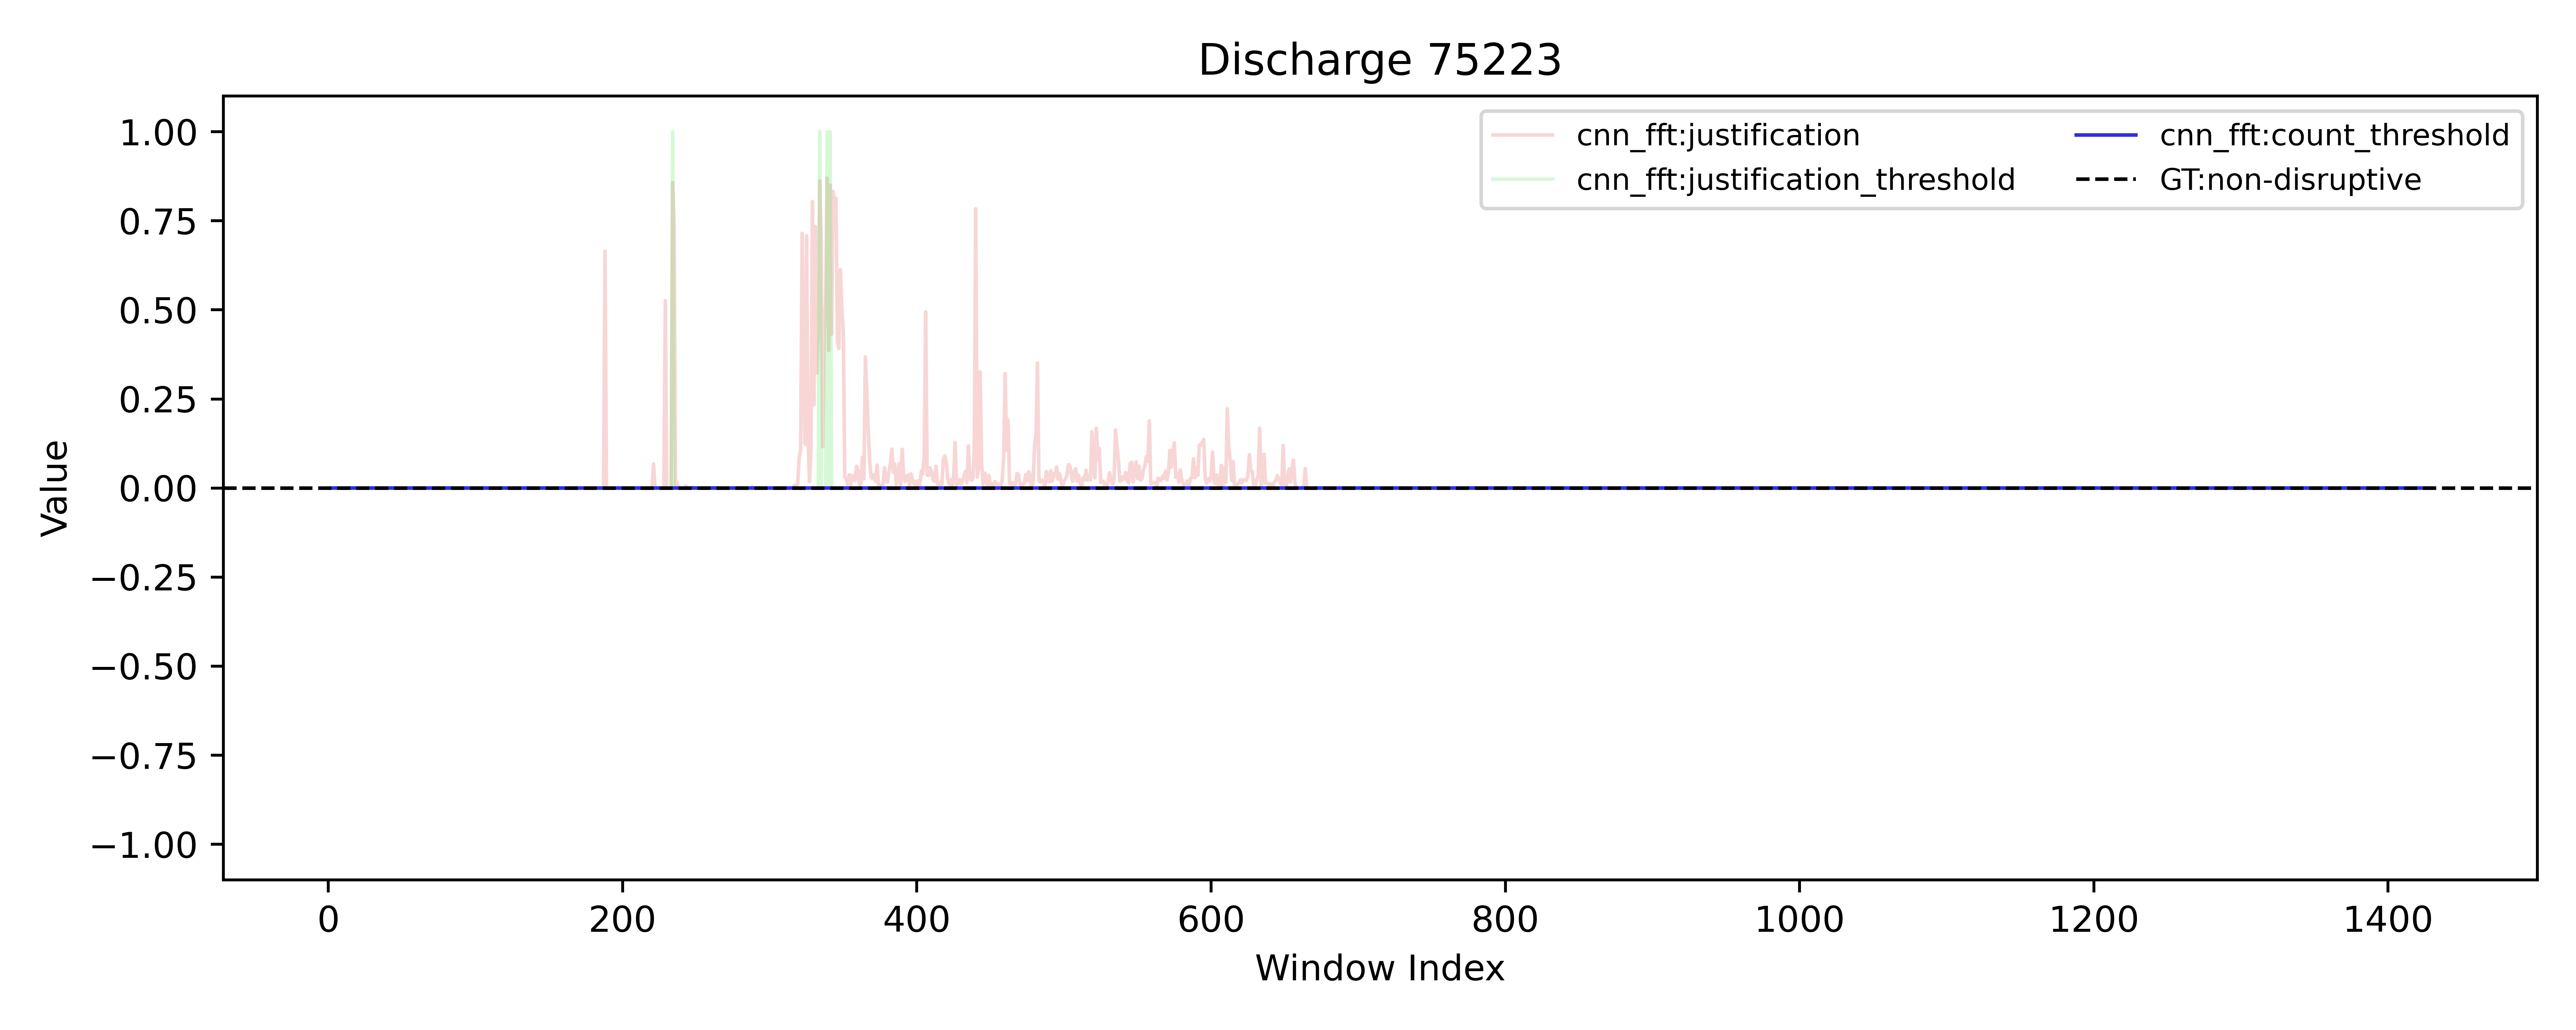 Discharge 75223
cnn_fft:justification
cnn_fft:justification_threshold
cnn_fft:count_threshold
GT:non-disruptive
1.00
0.75
0.50
0.25
0.00
−0.25
−0.50
−0.75
−1.00
Value
0 200 400 600 800 1000 1200 1400
Window Index